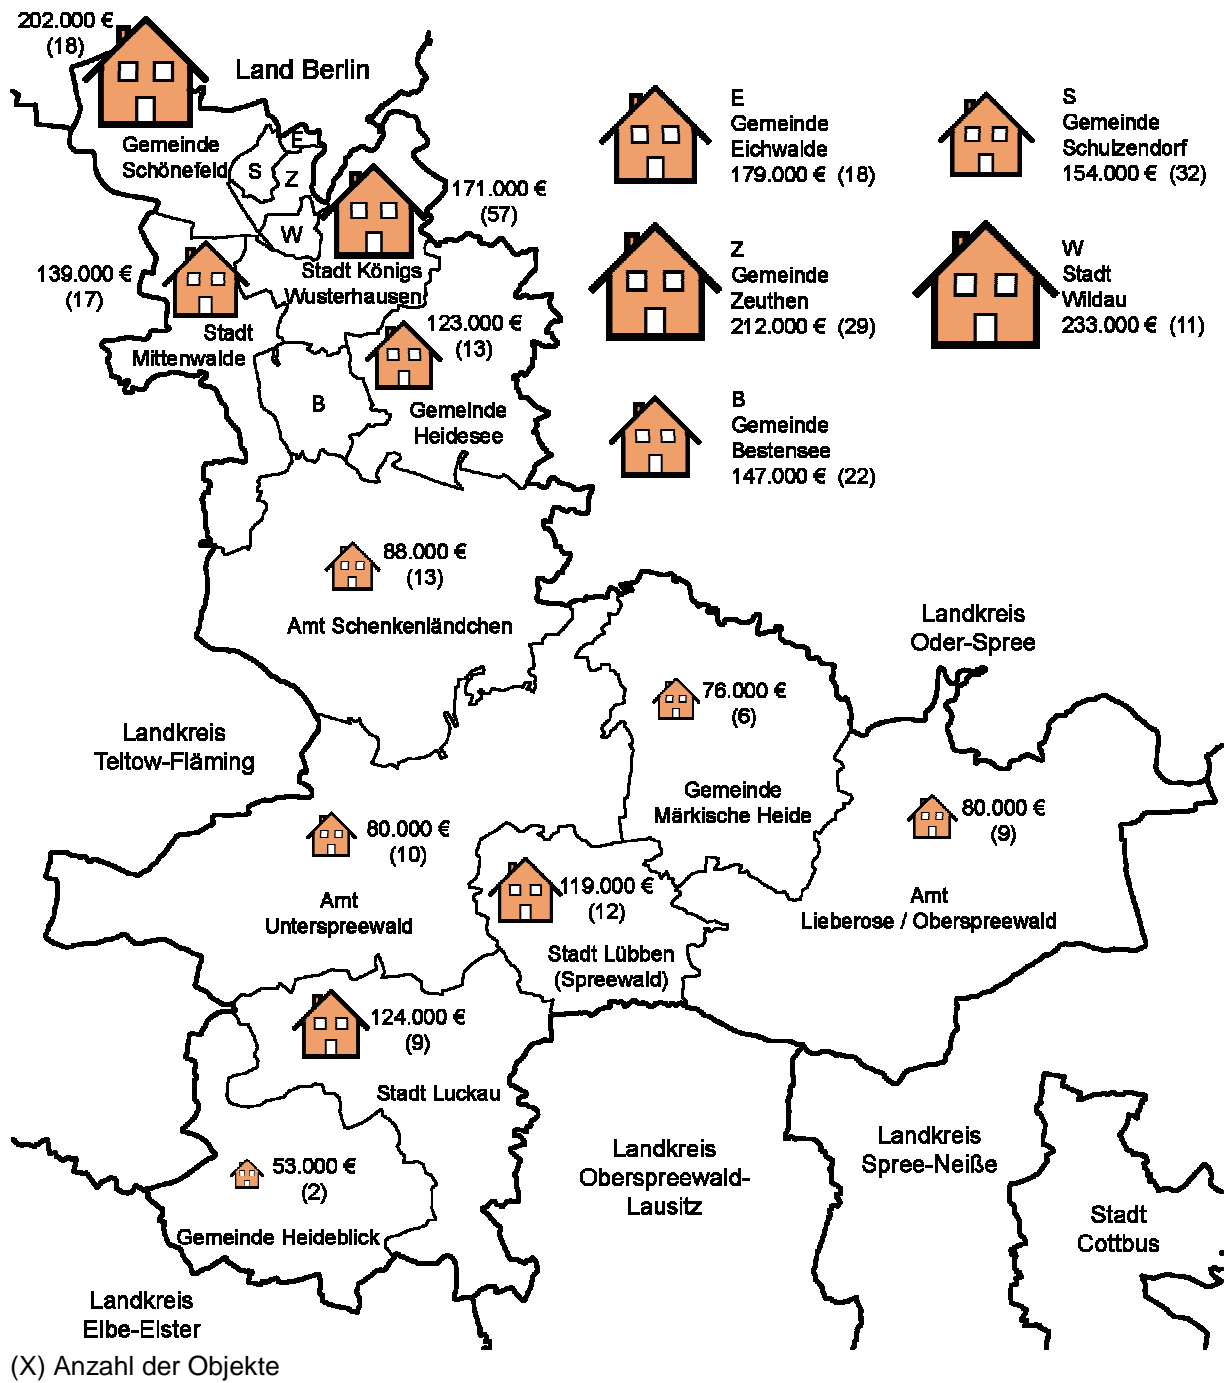 202.000 €
(18)
Land Berlin
Gemeinde
Schönefeld
E
S
Z
W
171.000 €
(57)
Stadt Königs
Wusterhausen
139.000 €
(17)
Stadt
Mittenwalde
123.000 €
(13)
Gemeinde
Heidesee
B
E
Gemeinde
Eichwalde
179.000 € (18)
S
Gemeinde
Schulzendorf
154.000 € (32)
Z
Gemeinde
Zeuthen
212.000 € (29)
W
Stadt
Wildau
233.000 € (11)
B
Gemeinde
Bestensee
147.000 € (22)
88.000 €
(13)
Amt Schenkenländchen
Landkreis
Oder-Spree
76.000 €
(6)
Gemeinde
Märkische Heide
Landkreis
Teltow-Fläming
80.000 €
(10)
Amt
Unterspreewald
80.000 €
(9)
Amt
Lieberose / Oberspreewald
119.000 €
(12)
Stadt Lübben
(Spreewald)
124.000 €
(9)
Stadt Luckau
53.000 €
(2)
Gemeinde Heideblick
Landkreis
Oberspreewald-
Lausitz
Landkreis
Spree-Neiße
Stadt
Cottbus
Landkreis
Elbe-Elster
(X) Anzahl der Objekte